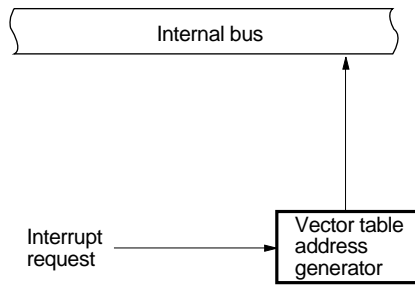 Internal bus
Interrupt
request
Vector table
address
generator